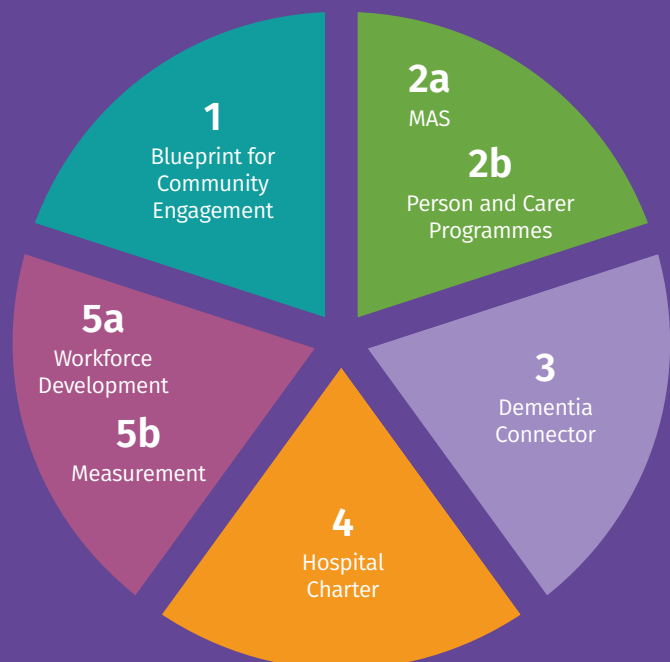 1
Blueprint for
Community
Engagement
2a
MAS
2b
Person and Carer
Programmes
3
Dementia
Connector
4
Hospital
Charter
5a
Workforce
Development
5b
Measurement